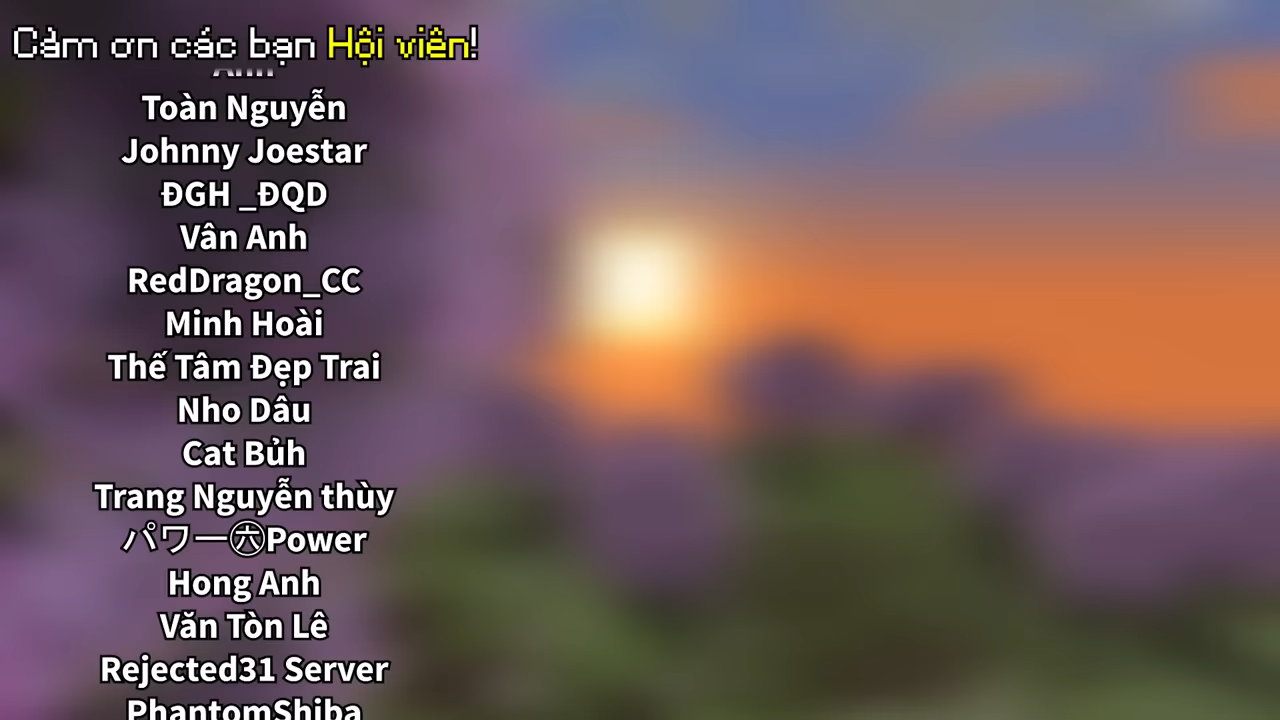 Cảm ơn các bạn Hội viên!
Toàn Nguyễn
Johnny Joestar
ĐGH _ĐQD
Vân Anh
RedDragon_CC
Minh Hoài
Thế Tâm Đẹp Trai
Nho Dâu
Cat Bủh
Trang Nguyễn thùy
パワー㊅Power
Hong Anh
Văn Tòn Lê
Rejected31 Server
PhantomShiba